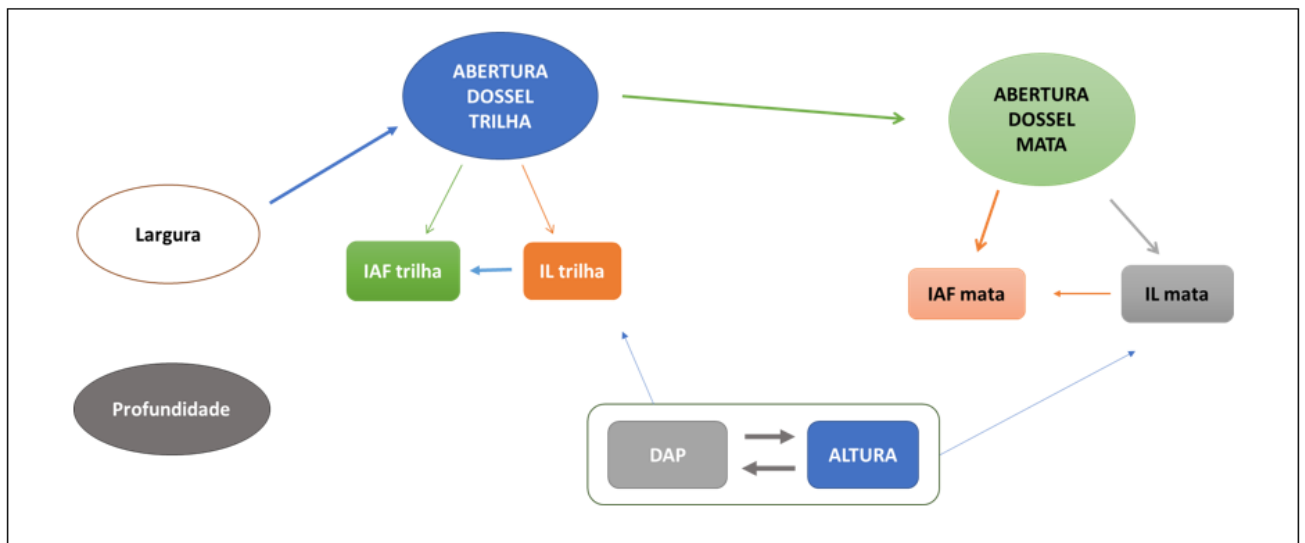 ABERTURA
DOSSEL
TRILHA
ABERTURA
DOSSEL
MATA
Largura
IAF trilha
IL trilha
IAF mata
IL mata
Profundidade
DAP
ALTURA